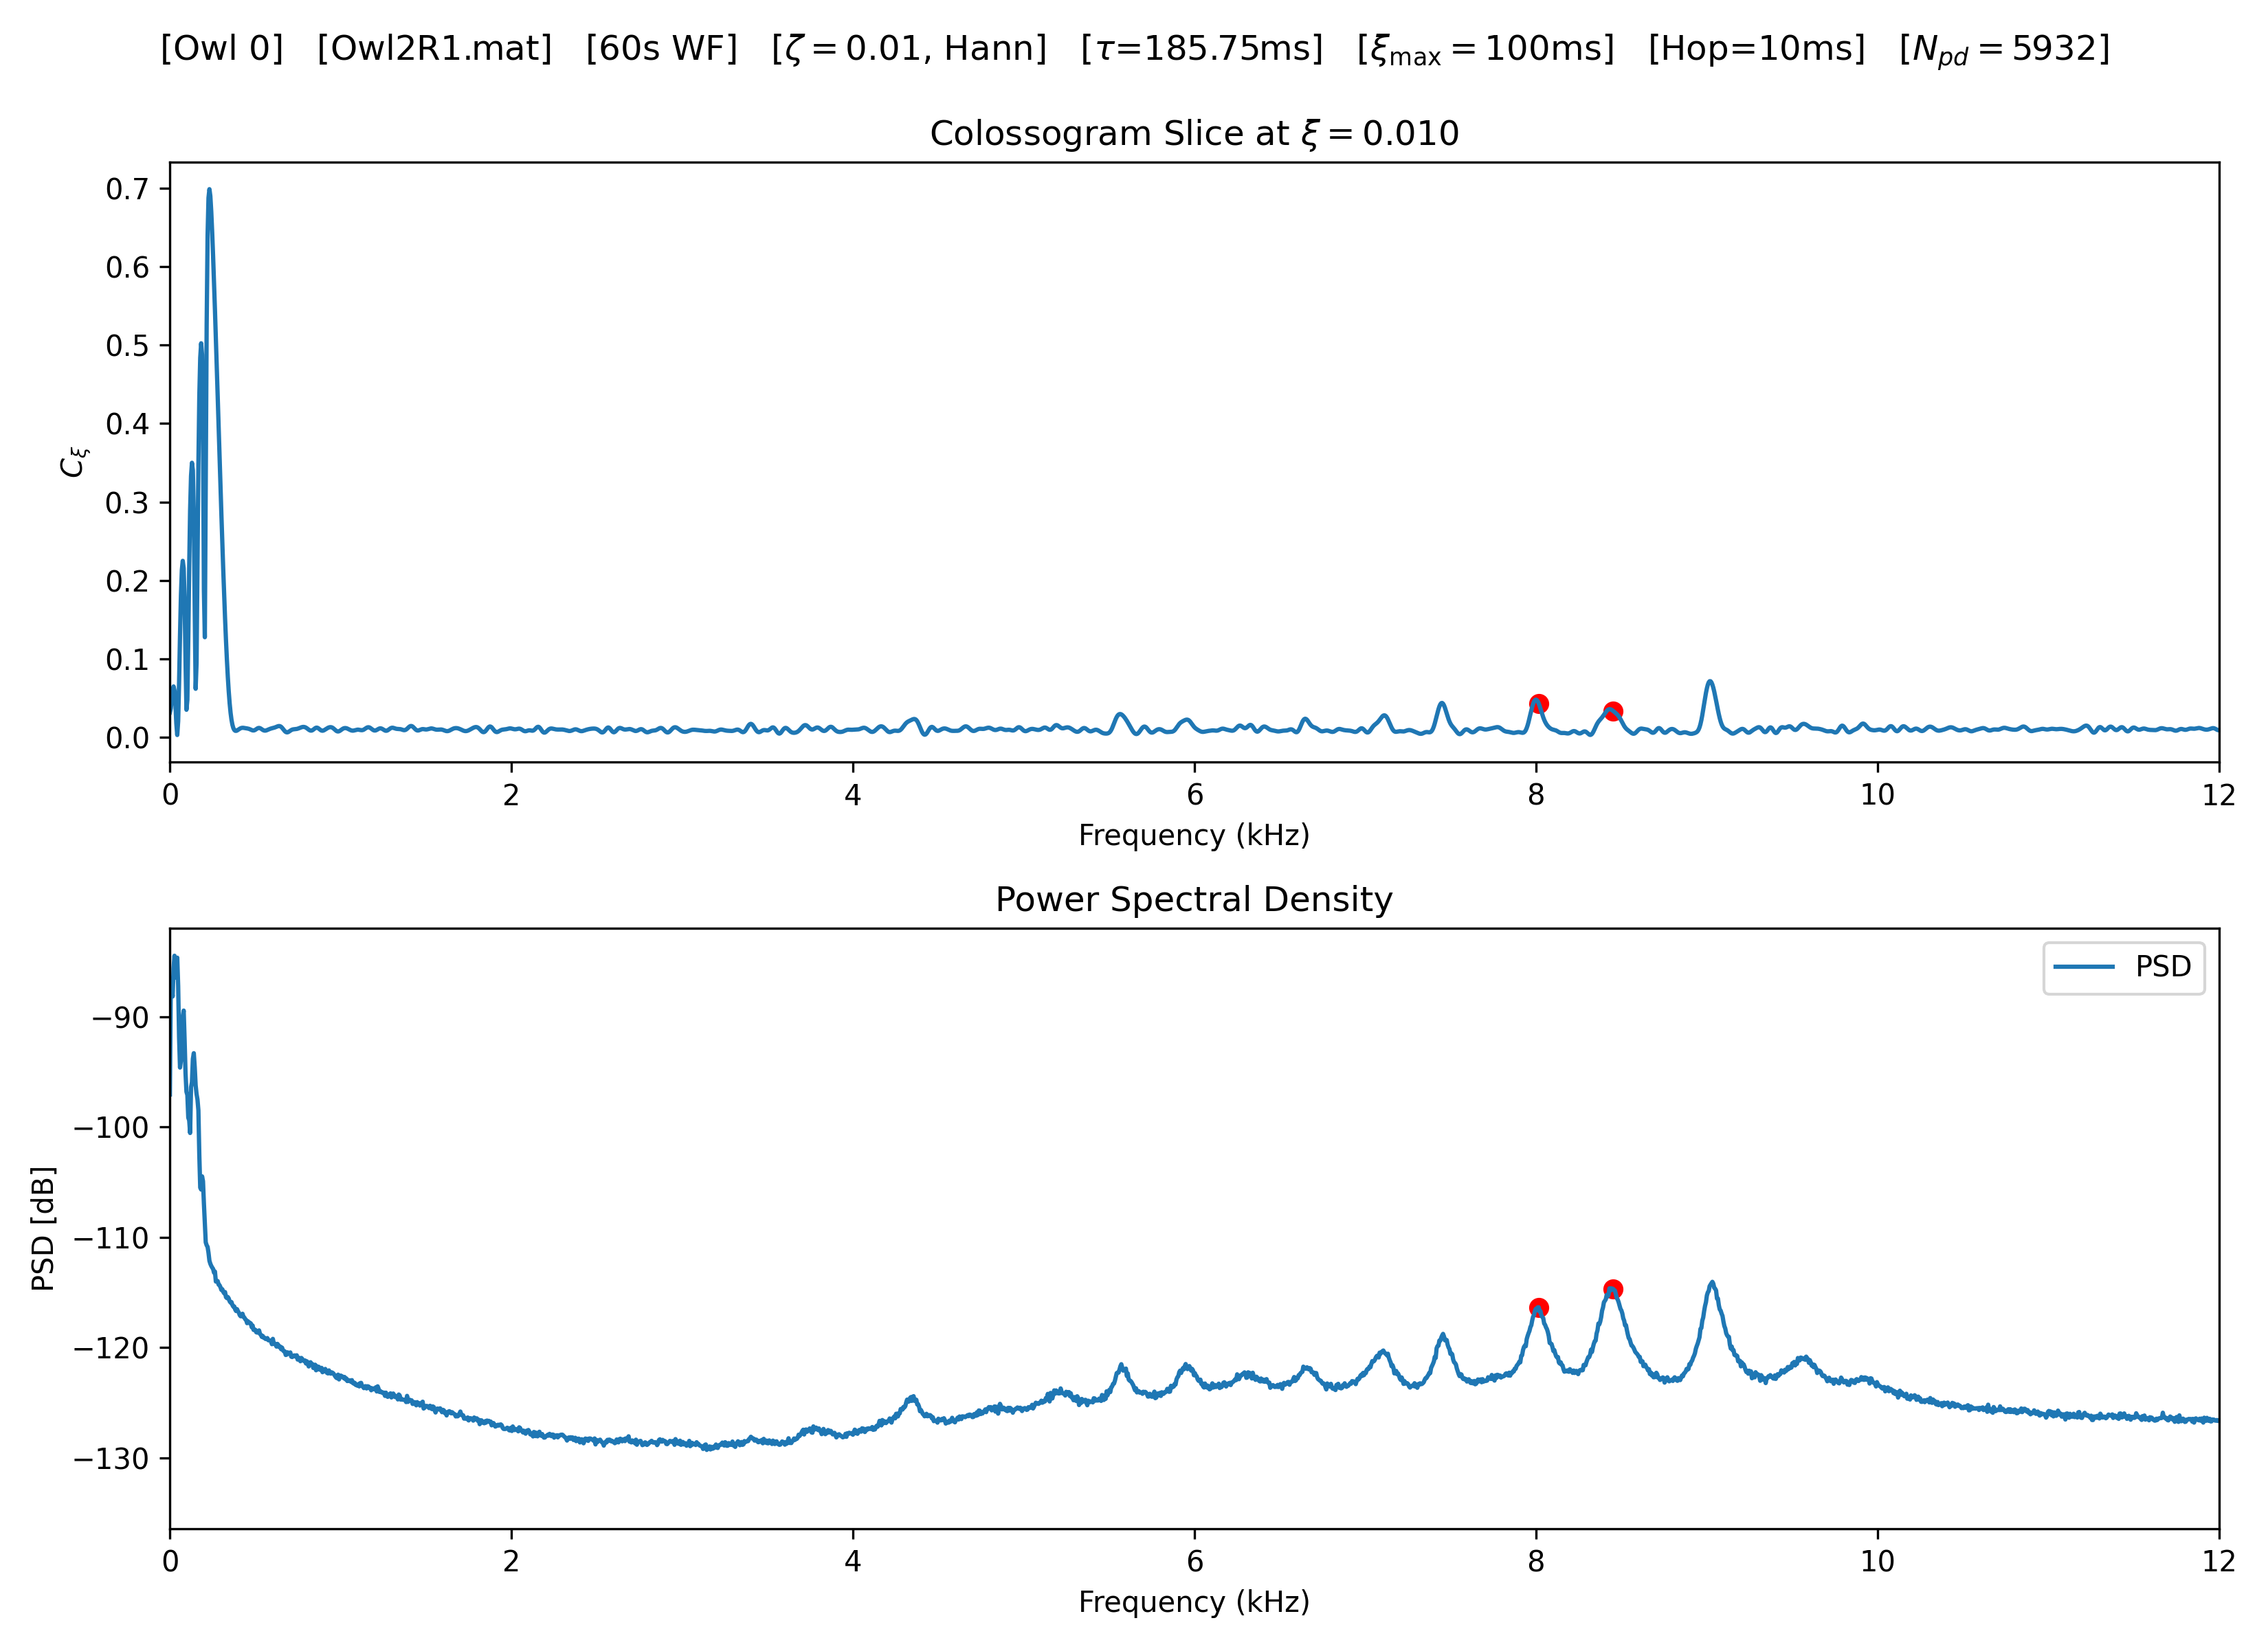 [Owl 0] [Owl2R1.mat] [60s WF] [ζ = 0.01, Hann] [τ=185.75ms] [ξmax = 100ms] [Hop=10ms] [Npd = 5932]
Colossogram Slice at ξ = 0.010
0.7
0.6
0.5
0.4
0.3
0.2
0.1
0.0
Cξ
0 2 4 6 8 10 12
Frequency (kHz)
Power Spectral Density
PSD
−90
−100
−110
−120
−130
PSD [dB]
0 2 4 6 8 10 12
Frequency (kHz)